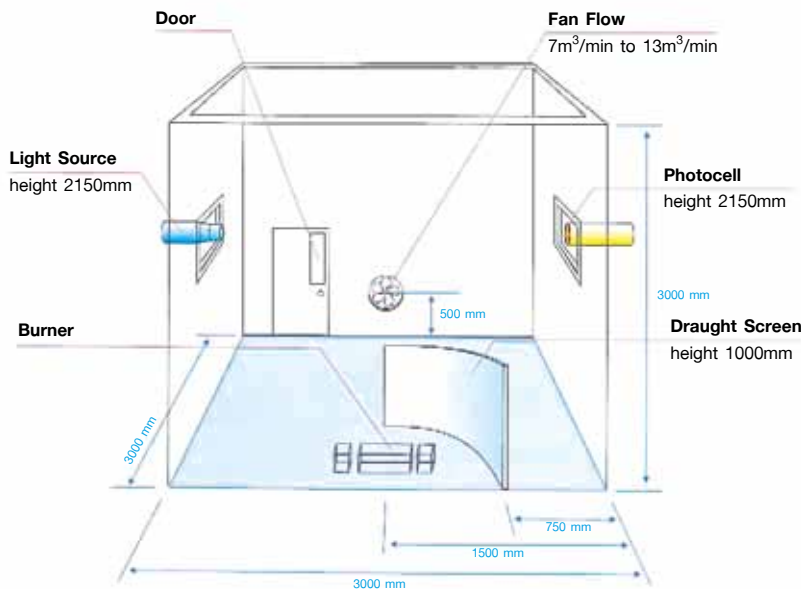 Door
Fan Flow
7m³/min to 13m³/min
Light Source
height 2150mm
Photocell
height 2150mm
3000 mm
500 mm
Burner
Draught Screen
height 1000mm
3000 mm
750 mm
1500 mm
3000 mm